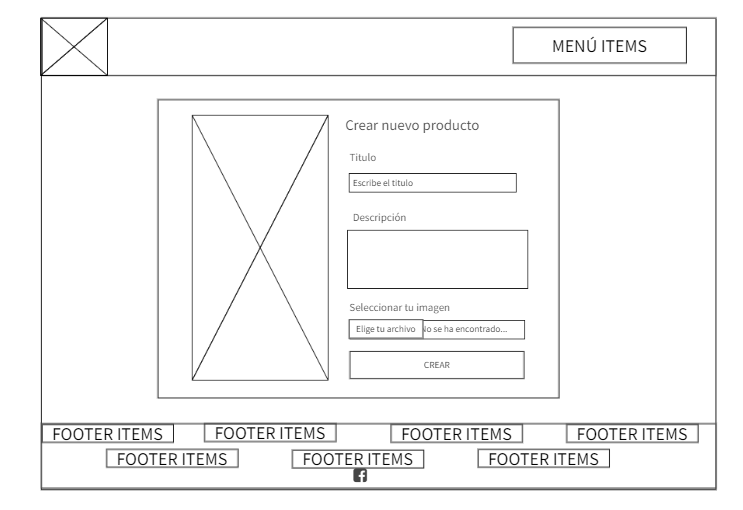 MENÚ ITEMS
Crear nuevo producto
Titulo
Escribe el titulo
Descripción
Seleccionar tu imagen
Elige tu archivo No se ha encontrado...
CREAR
FOOTER ITEMS FOOTER ITEMS FOOTER ITEMS FOOTER ITEMS
FOOTER ITEMS FOOTER ITEMS FOOTER ITEMS